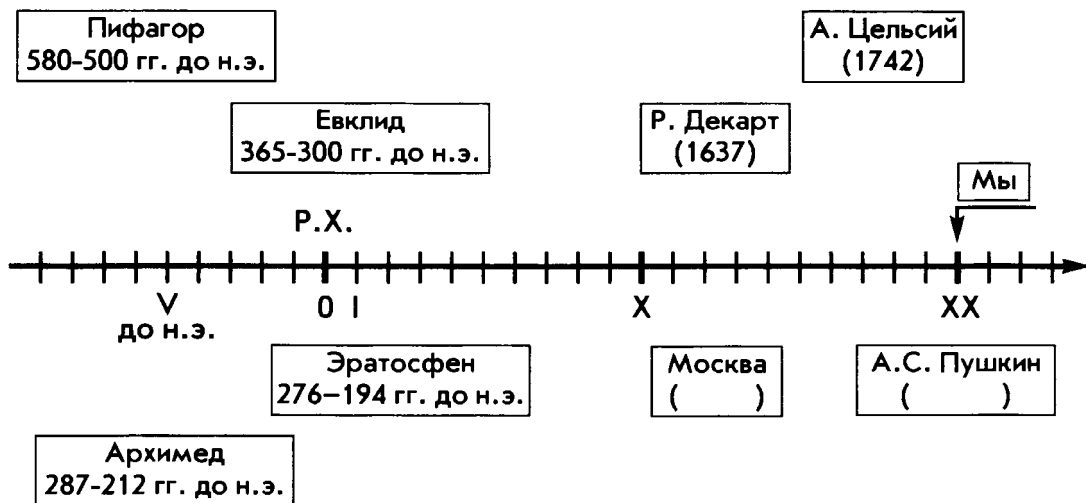 Пифагор
580-500 гг. до н.э.
А. Цельсий
(1742)
Евклид
365-300 гг. до н.э.
Р. Декарт
(1637)
Мы
Р.Х.
V 0 I X XX
до н.э.
Эратосфен
276–194 гг. до н.э.
Москва
( )
А.С. Пушкин
( )
Архимед
287-212 гг. до н.э.